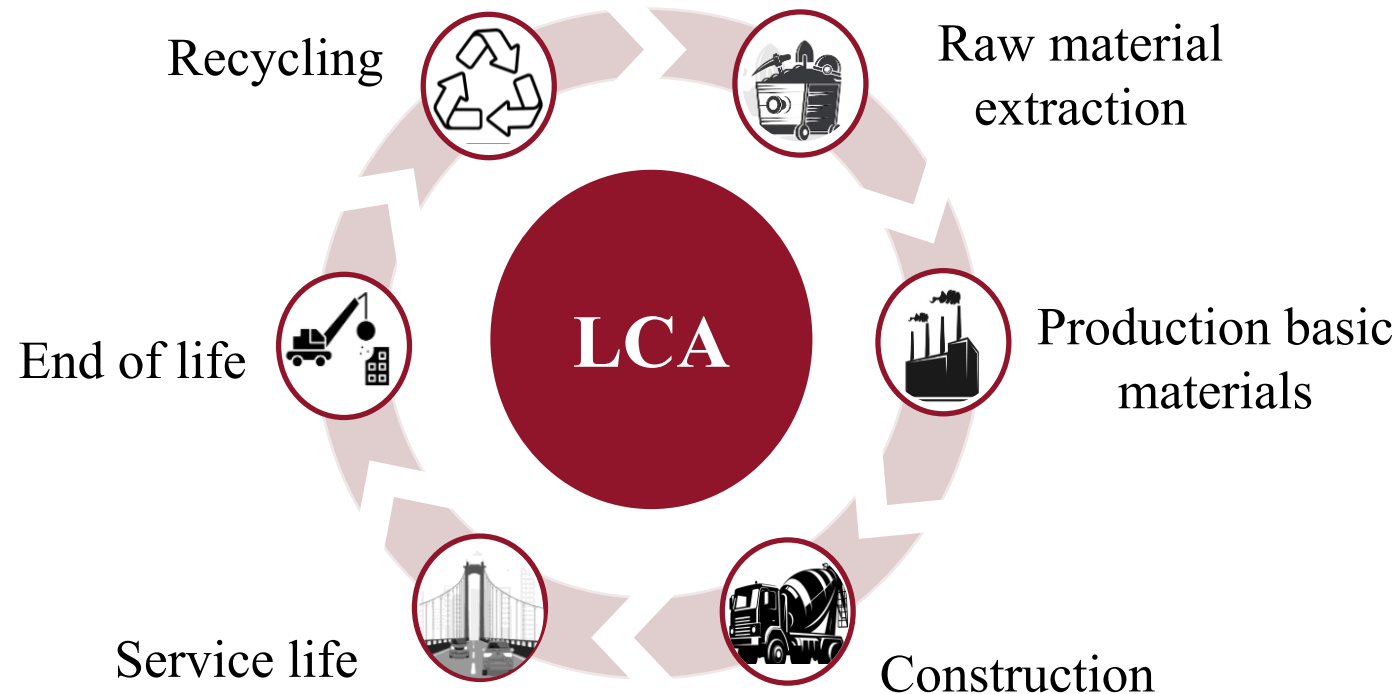 Recycling
Raw material
extraction
LCA
Production basic
materials
End of life
Service life
Construction